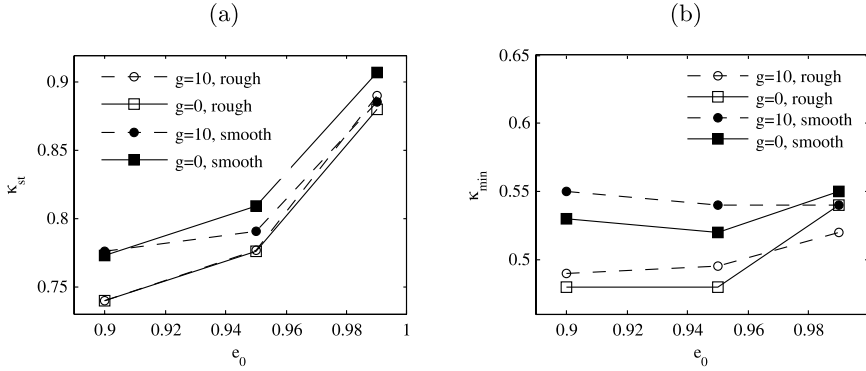 (a)
g=10, rough
g=0, rough
g=10, smooth
g=0, smooth
κst
0.9
0.85
0.8
0.75
0.9 0.92 0.94 0.96 0.98 1
e0
(b)
g=10, rough
g=0, rough
g=10, smooth
g=0, smooth
κmin
0.65
0.6
0.55
0.5
0.9 0.92 0.94 0.96 0.98
e0